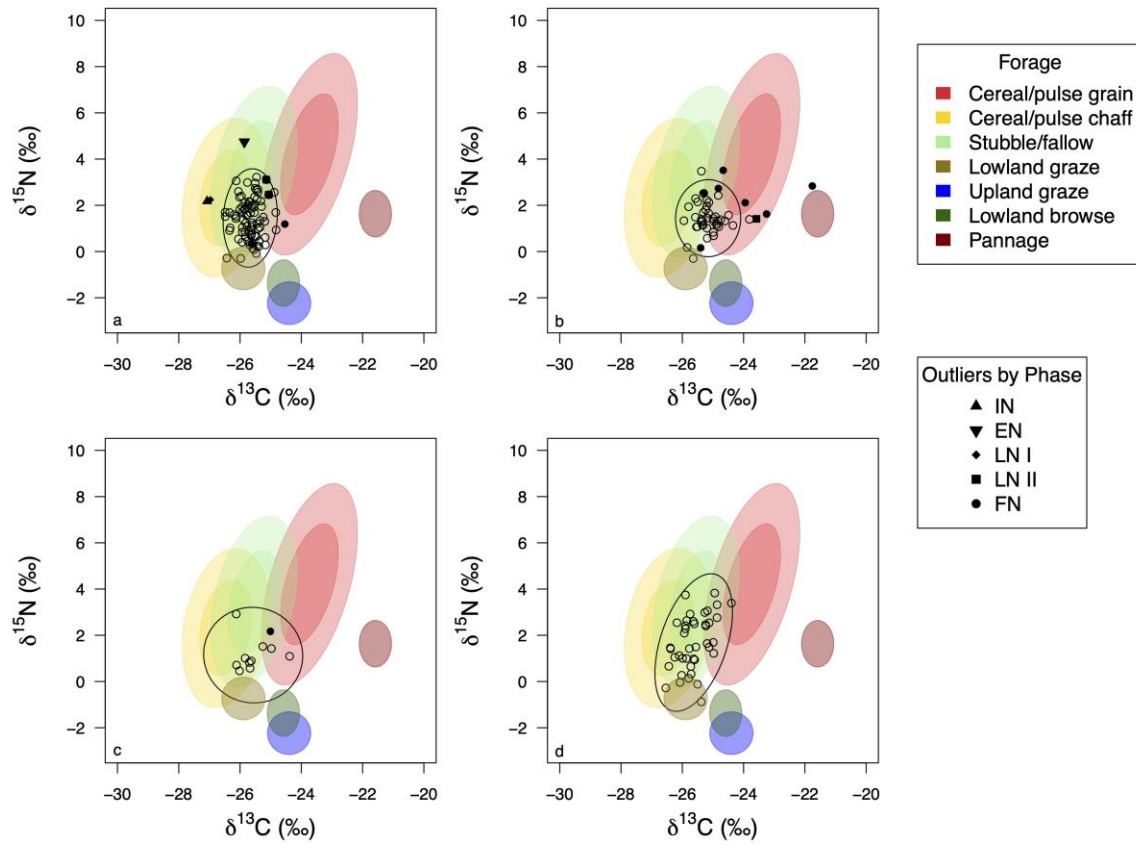 10
8
6
4
2
0
−2
δ15N (‰)
a
−30 −28 −26 −24 −22 −20
δ13C (‰)
10
8
6
4
2
0
−2
δ15N (‰)
b
−30 −28 −26 −24 −22 −20
δ13C (‰)
Forage
Cereal/pulse grain
Cereal/pulse chaff
Stubble/fallow
Lowland graze
Upland graze
Lowland browse
Pannage
Outliers by Phase
IN
EN
LN I
LN II
FN
10
8
6
4
2
0
−2
δ15N (‰)
c
−30 −28 −26 −24 −22 −20
δ13C (‰)
10
8
6
4
2
0
−2
δ15N (‰)
d
−30 −28 −26 −24 −22 −20
δ13C (‰)